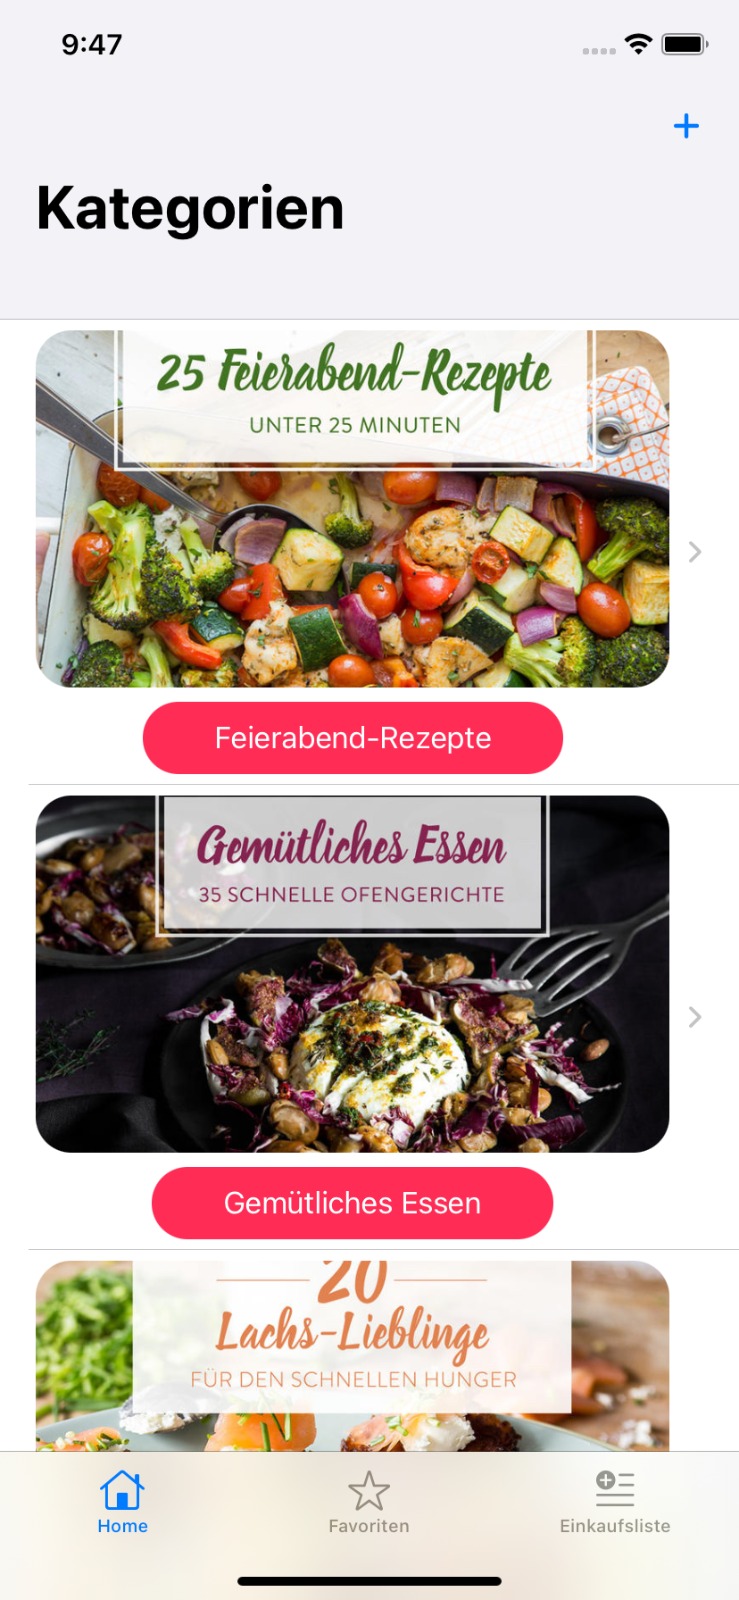 9:47
Kategorien
25 Feierabend-Rezepte
UNTER 25 MINUTEN
Feierabend-Rezepte
Gemütliches Essen
35 SCHNELLE OFENGERICHTE
Gemütliches Essen
20
Lachs-Lieblinge
FÜR DEN SCHNELLEN HUNGER
Home Favoriten Einkaufsliste